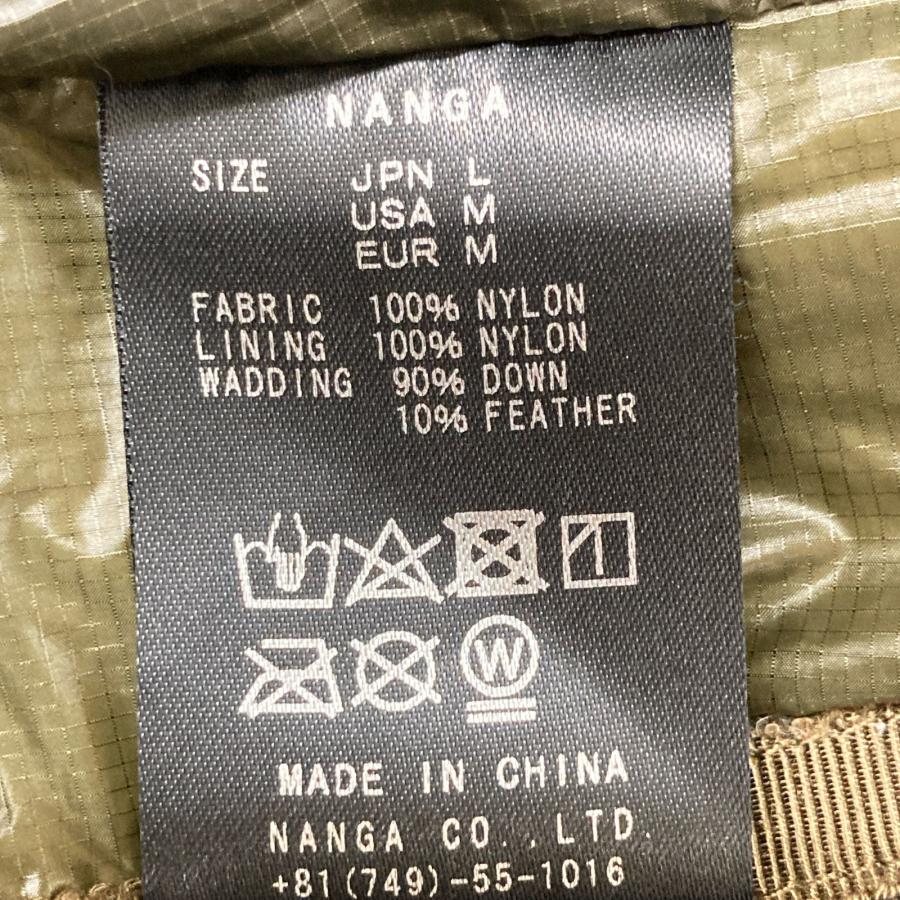 NANGA
SIZE JPN L
USA M
EUR M
FABRIC 100% NYLON
LINING 100% NYLON
WADDING 90% DOWN
10% FEATHER
W
MADE IN CHINA
NANGA CO.,LTD.
+81(749)-55-1016